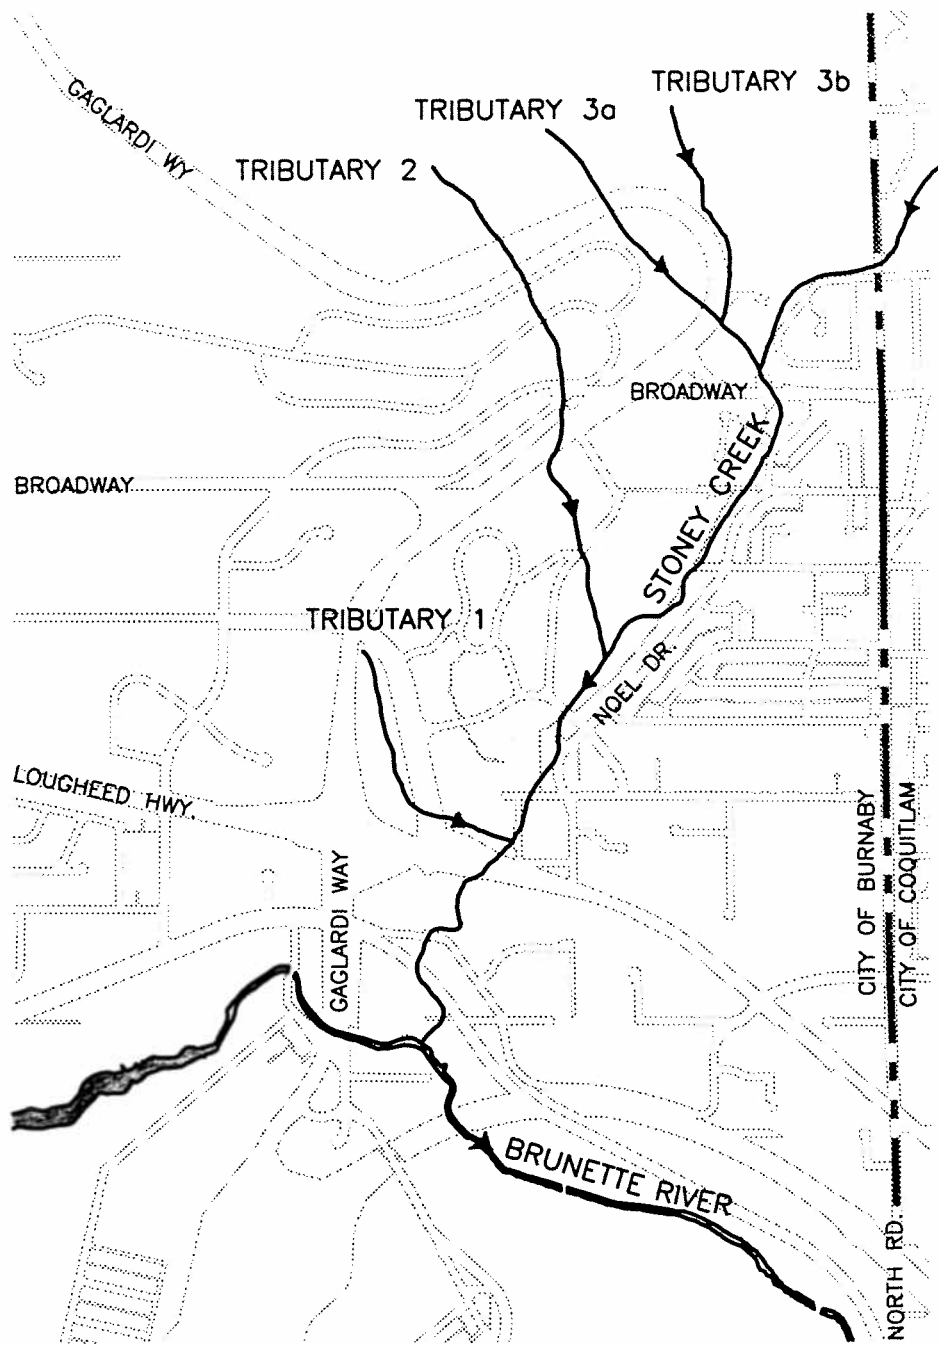 TRIBUTARY 3b
TRIBUTARY 3a
GAGLARDI WY
TRIBUTARY 2
BROADWAY
STONEY CREEK
BROADWAY
TRIBUTARY 1
NOEL DR.
LOUGHEED HWY.
GAGLARDI WAY
CITY OF BURNABY
CITY OF COQUITLAM
BRUNETTE RIVER
NORTH RD.